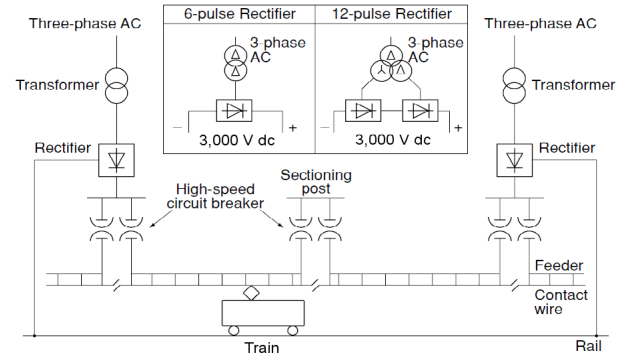 6-pulse Rectifier
12-pulse Rectifier
Three-phase AC
Three-phase AC
3-phase
AC
3-phase
AC
Transformer
Transformer
− +
− +
3,000 V dc
3,000 V dc
Rectifier
Rectifier
High-speed
circuit breaker
Sectioning
post
Feeder
Contact
wire
Train
Rail